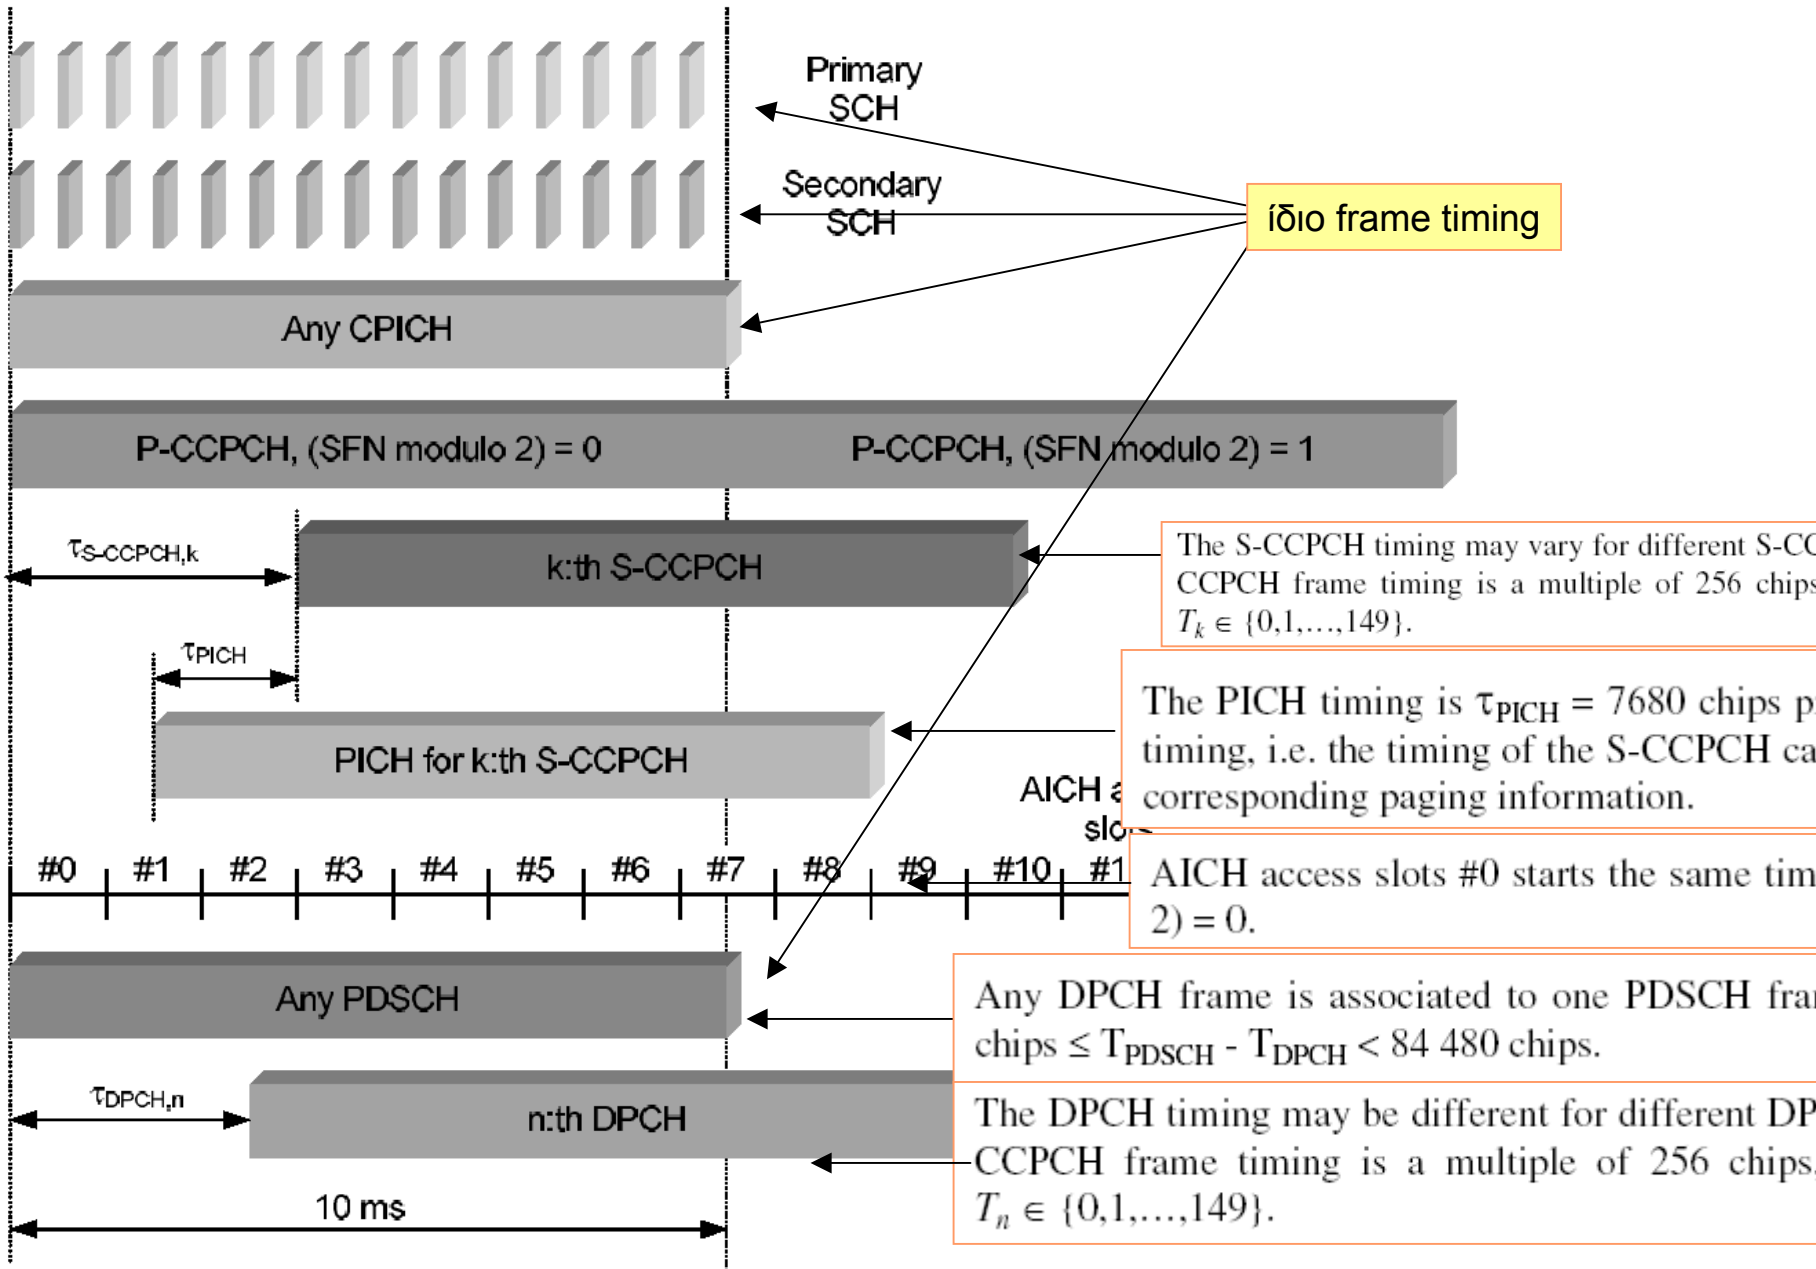 Primary
SCH
Secondary
SCH
ίδιο frame timing
Any CPICH
P-CCPCH, (SFN modulo 2) = 0
P-CCPCH, (SFN modulo 2) = 1
τS-CCPCH,k
k:th S-CCPCH
The S-CCPCH timing may vary for different
CCPCH frame timing is a multiple of 256 chips
Tk ∈ {0,1,…,149}.
τPICH
The PICH timing is τPICH = 7680 chips
timing, i.e. the timing of the S-CCPCH
corresponding paging information.
PICH for k:th S-CCPCH
AICH
#0 #1 #2 #3 #4 #5 #6 #7 #8 #9 #10
AICH access slots #0 starts the same
2) = 0.
Any PDSCH
Any DPCH frame is associated to one PDSCH
chips ≤ TPDSCH - TDPCH < 84 480 chips.
τDPCH,n
n:th DPCH
The DPCH timing may be different for different
CCPCH frame timing is a multiple of 256 chips,
Tn ∈ {0,1,…,149}.
10 ms